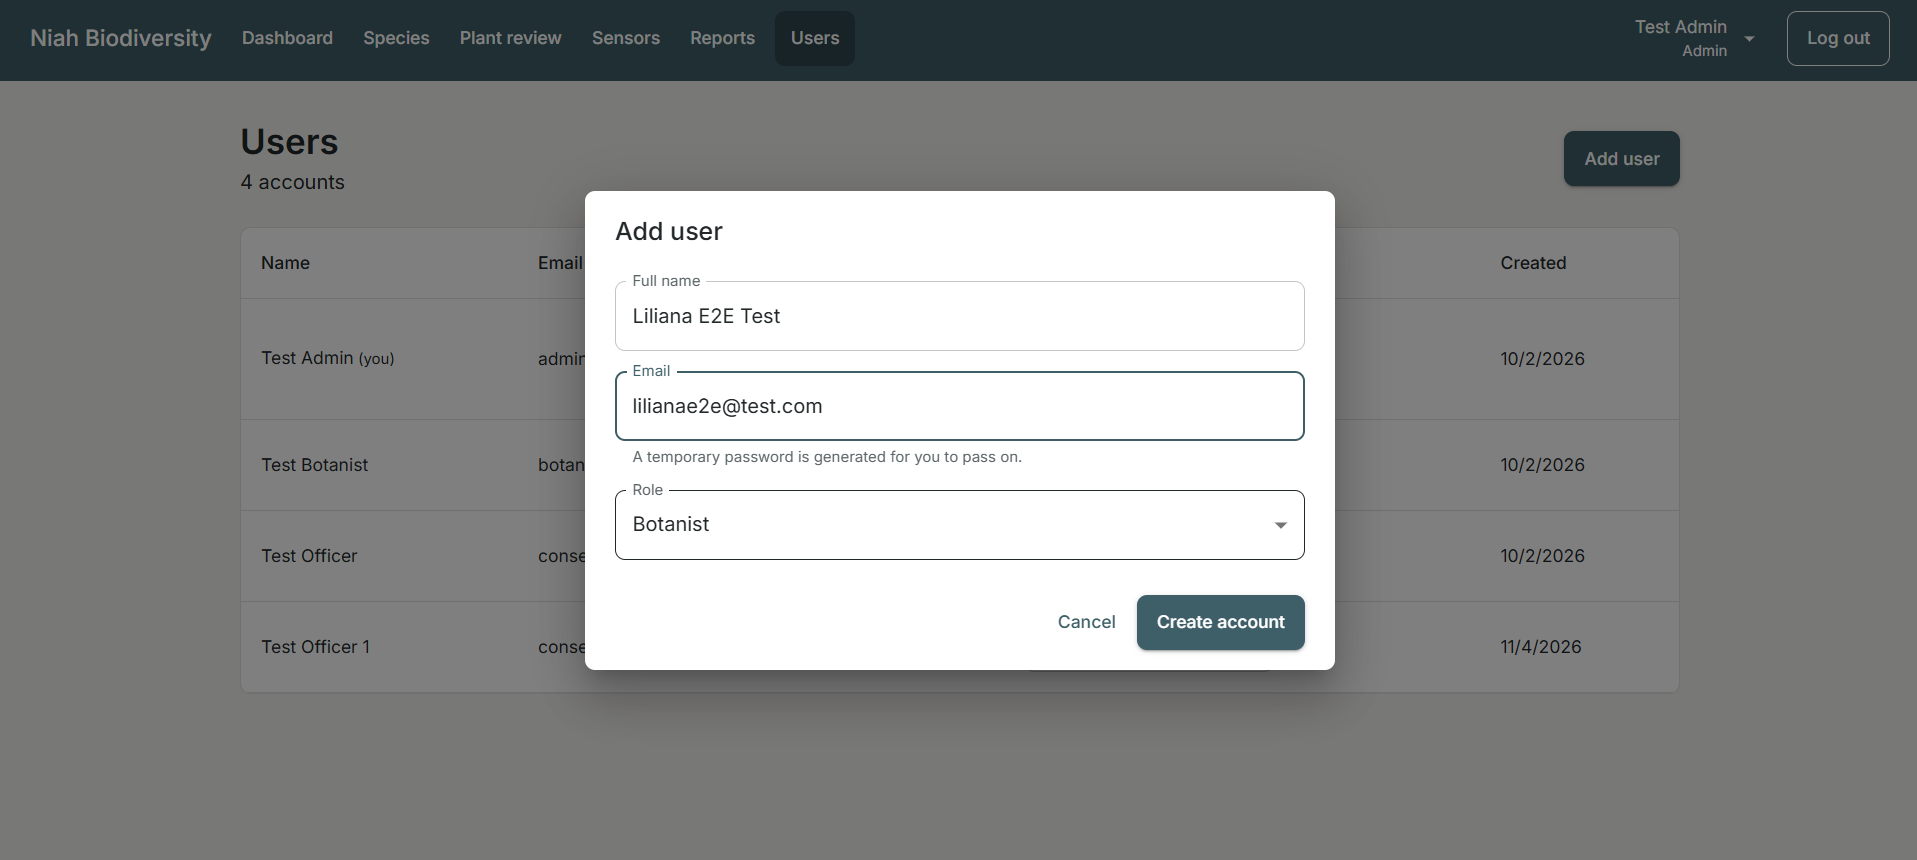 Niah Biodiversity Dashboard Species Plant review Sensors Reports Users Test Admin Admin Log out
Users
4 accounts
Add user
Add user
Full name
Liliana E2E Test
Email
lilianae2e@test.com
A temporary password is generated for you to pass on.
Role
Botanist
Cancel Create account
Name Email Created
Test Admin (you) 10/2/2026
Test Botanist 10/2/2026
Test Officer 10/2/2026
Test Officer 1 11/4/2026